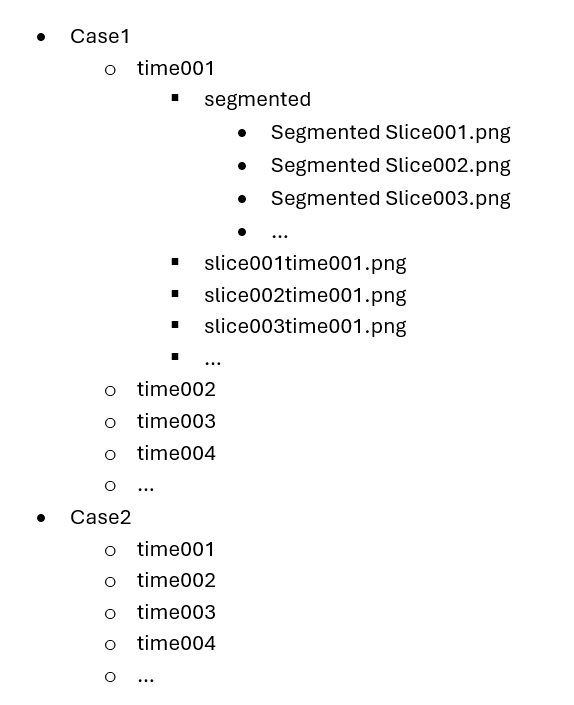 • Case1
o time001
▪ segmented
• Segmented Slice001.png
• Segmented Slice002.png
• Segmented Slice003.png
• ...
▪ slice001time001.png
▪ slice002time001.png
▪ slice003time001.png
▪ ...
o time002
o time003
o time004
o ...
• Case2
o time001
o time002
o time003
o time004
o ...